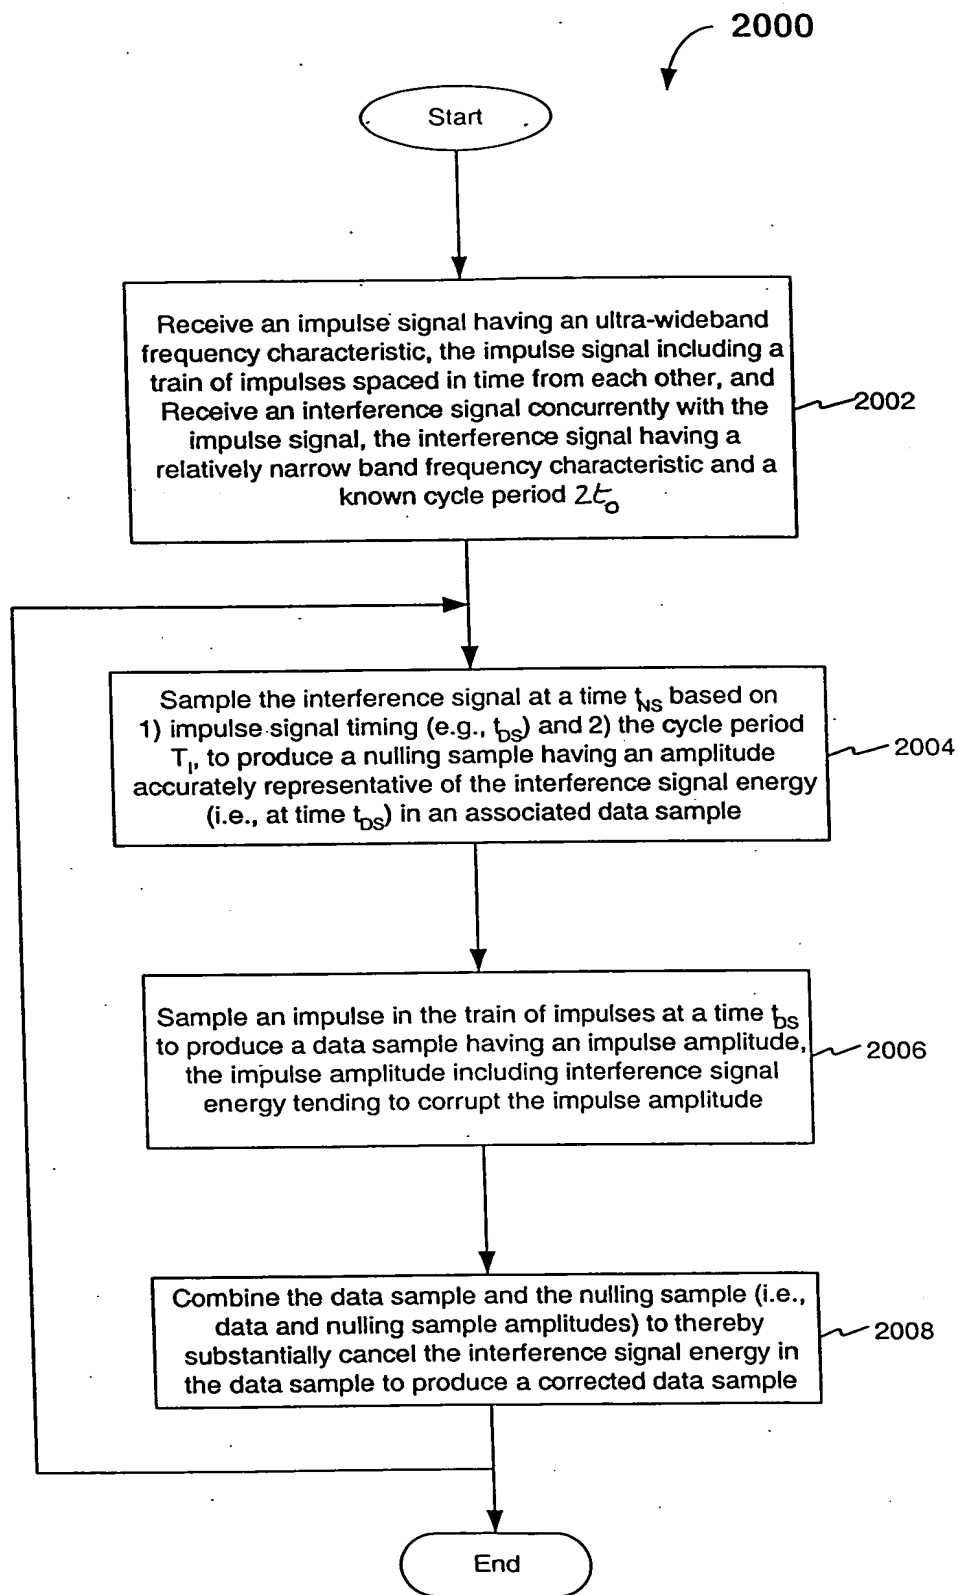 2000
Start
Receive an impulse signal having an ultra-wideband
frequency characteristic, the impulse signal including a
train of impulses spaced in time from each other, and
Receive an interference signal concurrently with the
impulse signal, the interference signal having a
relatively narrow band frequency characteristic and a
known cycle period 2t₀
2002
Sample the interference signal at a time t_NS based on
1) impulse signal timing (e.g., t_DS) and 2) the cycle period
T_I, to produce a nulling sample having an amplitude
accurately representative of the interference signal energy
(i.e., at time t_DS) in an associated data sample
2004
Sample an impulse in the train of impulses at a time t_DS
to produce a data sample having an impulse amplitude,
the impulse amplitude including interference signal
energy tending to corrupt the impulse amplitude
2006
Combine the data sample and the nulling sample (i.e.,
data and nulling sample amplitudes) to thereby
substantially cancel the interference signal energy in
the data sample to produce a corrected data sample
2008
End